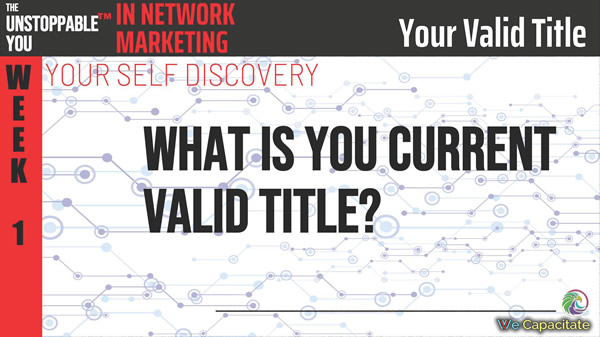 THE
UNSTOPPABLE™
YOU
IN NETWORK
MARKETING
Your Valid Title
WEEK
1
YOUR SELF DISCOVERY
WHAT IS YOU CURRENT
VALID TITLE?
We Capacitate